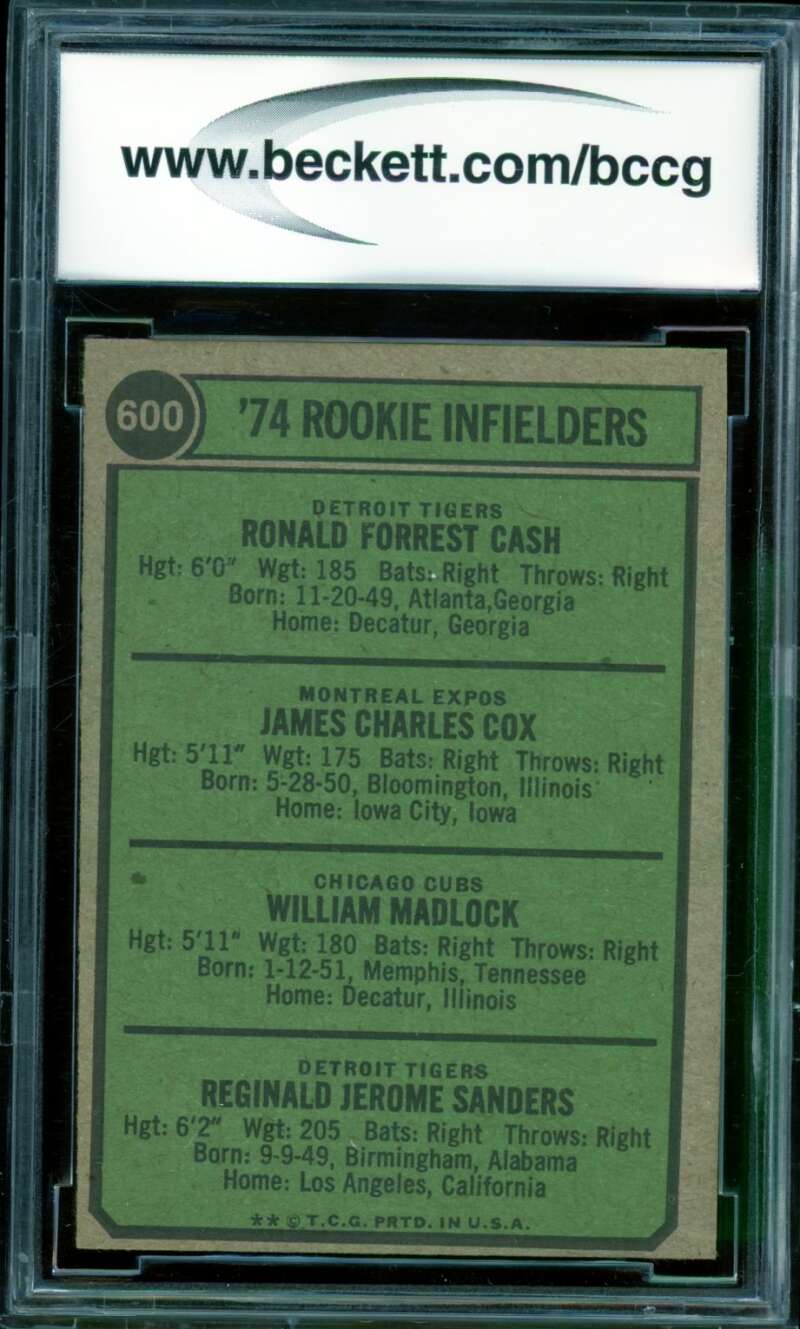 www.beckett.com/bccg
600
'74 ROOKIE INFIELDERS
DETROIT TIGERS
RONALD FORREST CASH
Hgt: 6'0" Wgt: 185 Bats: Right Throws: Right
Born: 11-20-49, Atlanta,Georgia
Home: Decatur, Georgia
MONTREAL EXPOS
JAMES CHARLES COX
Hgt: 5'11" Wgt: 175 Bats: Right Throws: Right
Born: 5-28-50, Bloomington, Illinois
Home: Iowa City, Iowa
CHICAGO CUBS
WILLIAM MADLOCK
Hgt: 5'11" Wgt: 180 Bats: Right Throws: Right
Born: 1-12-51, Memphis, Tennessee
Home: Decatur, Illinois
DETROIT TIGERS
REGINALD JEROME SANDERS
Hgt: 6'2" Wgt: 205 Bats: Right Throws: Right
Born: 9-9-49, Birmingham, Alabama
Home: Los Angeles, California
** © T.C.G. PRTD. IN U.S.A.